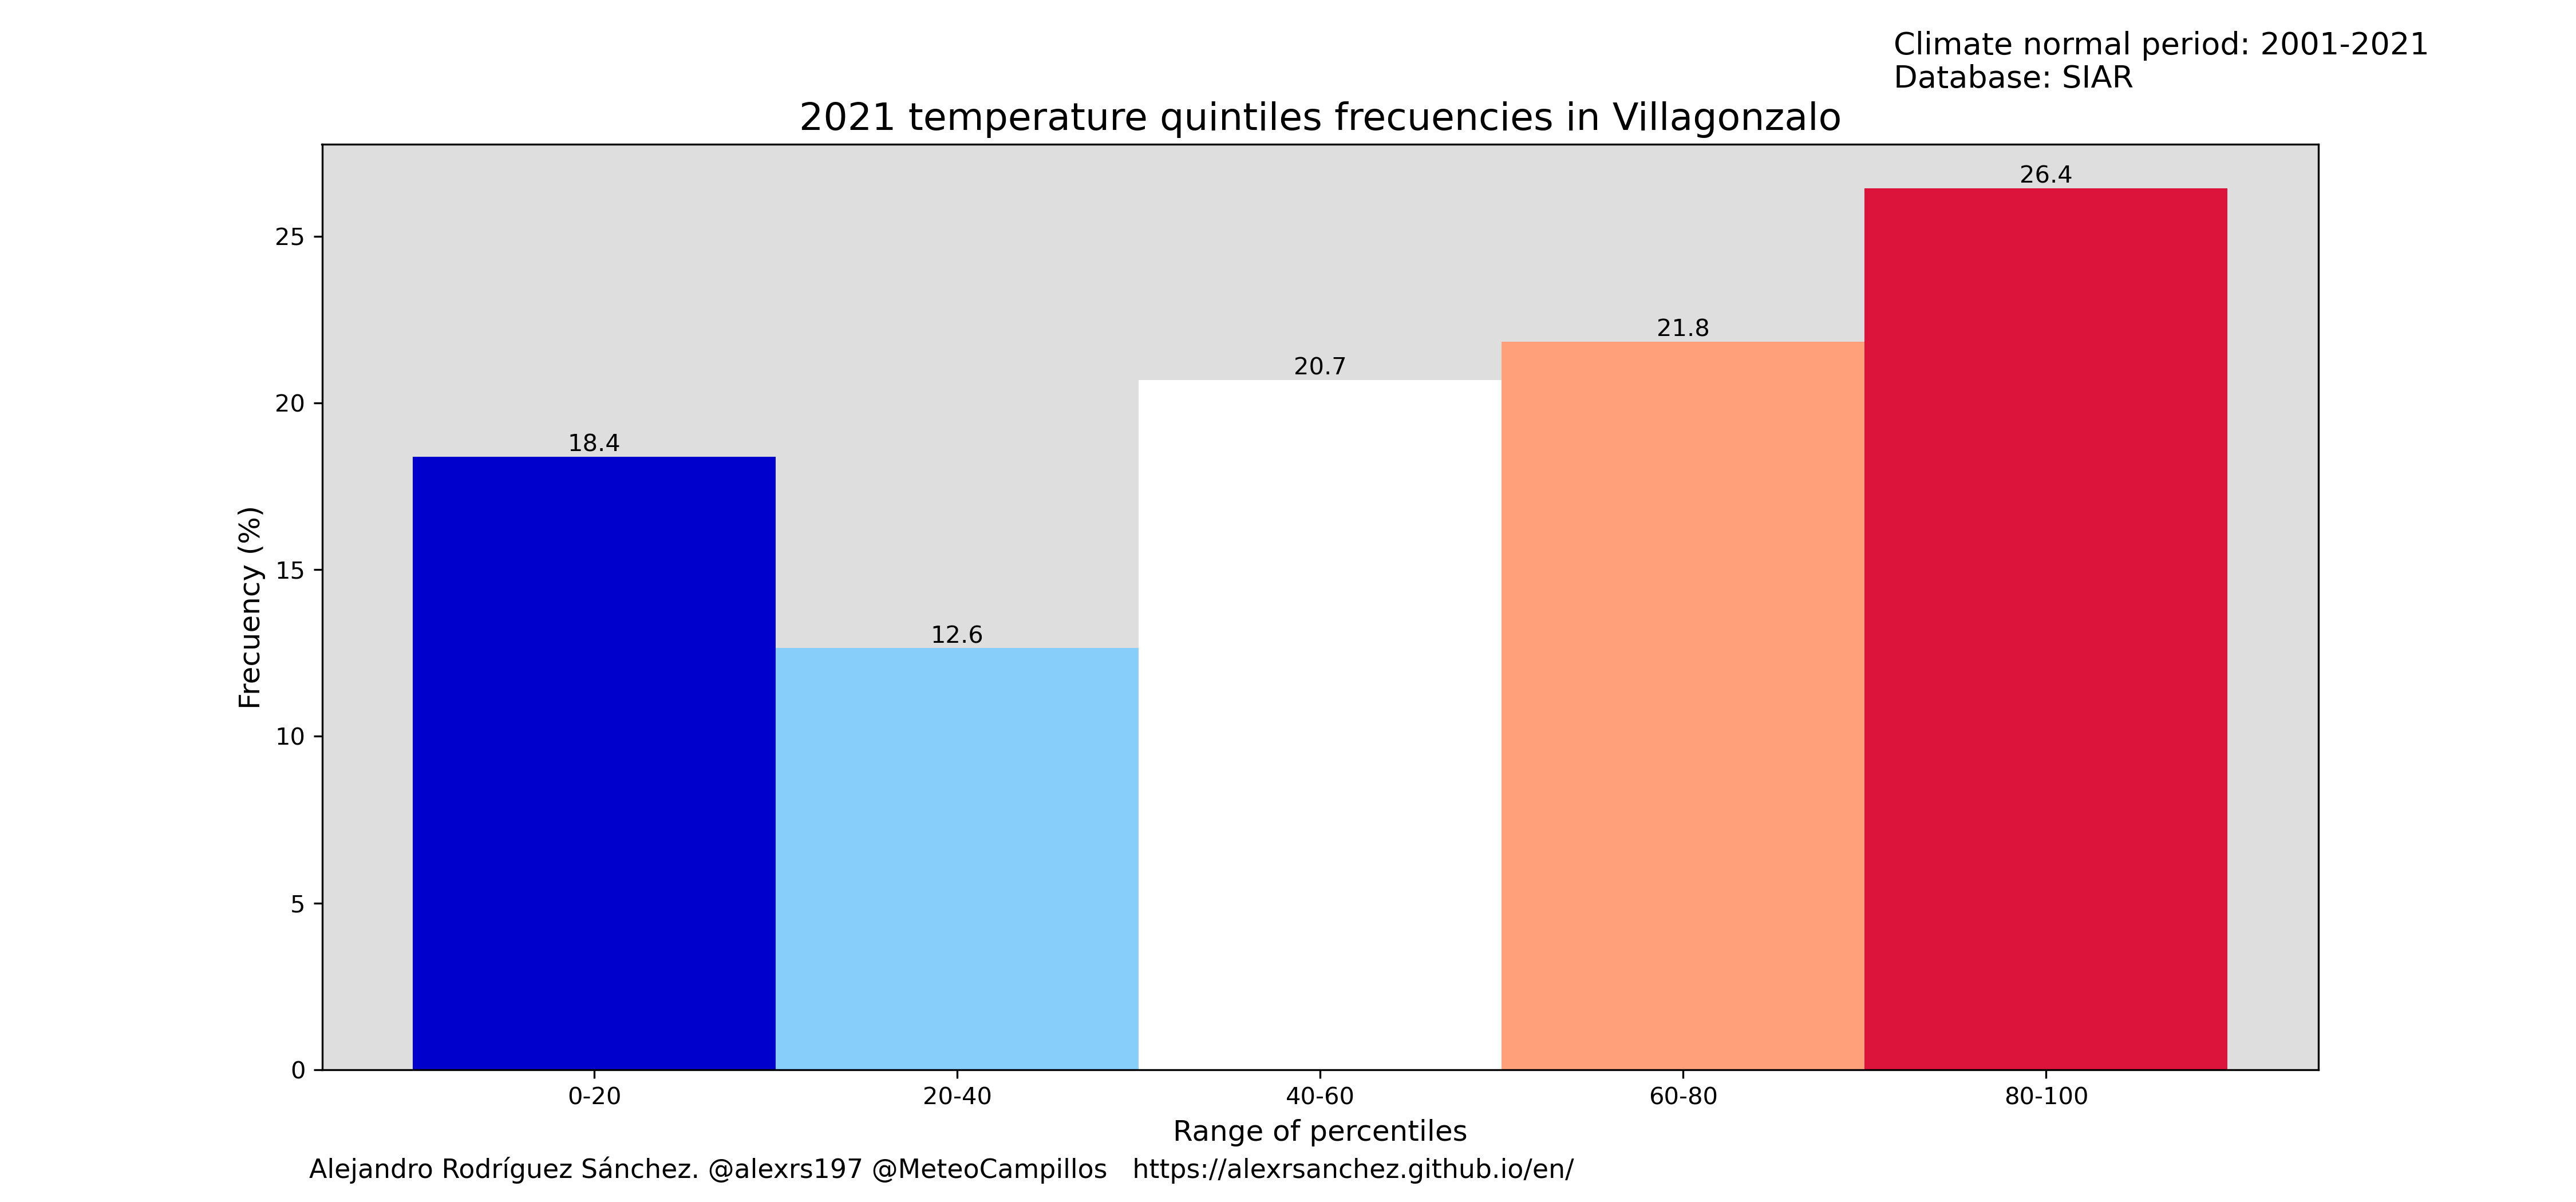 Climate normal period: 2001-2021
Database: SIAR
2021 temperature quintiles frecuencies in Villagonzalo
26.4
25
21.8
20.7
20
18.4
Frecuency (%)
15
12.6
10
5
0
0-20 20-40 40-60 60-80 80-100
Range of percentiles
Alejandro Rodríguez Sánchez. @alexrs197 @MeteoCampillos https://alexrsanchez.github.io/en/